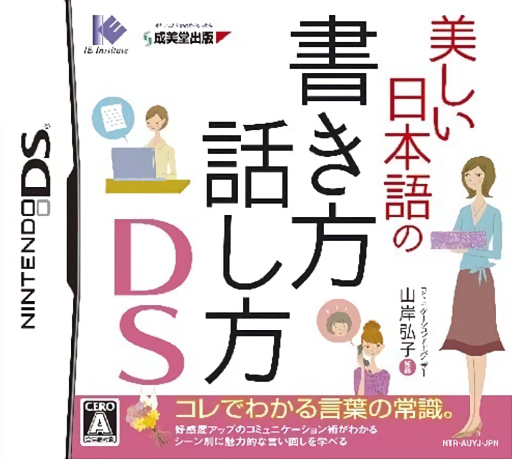 IE Institute
成美堂出版
美しい
日本語の
書き方
話し方
DS
山岸弘子
NINTENDO DS
CERO
A
コレでわかる言葉の常識。
好感度アップのコミュニケーション術がわかる
シーン別に魅力的な言い回しを学べる
NTR-AUYJ-JPN